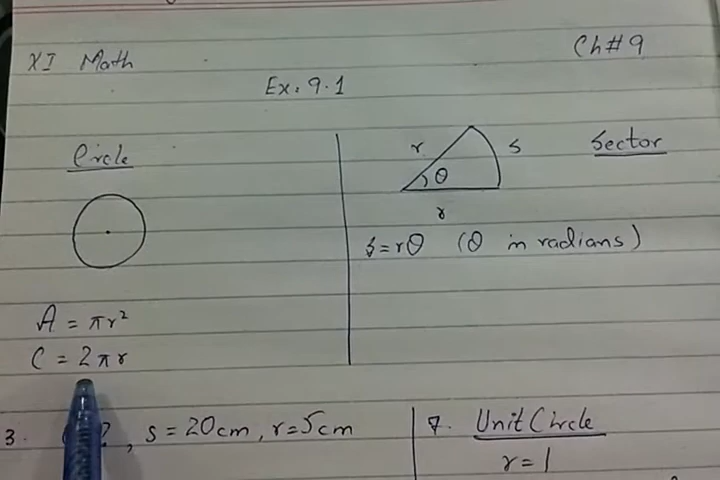 XI Math
Ch#9
Ex. 9.1
Circle
A = πr²
C = 2πr
Sector
r
s
θ
r
s = rθ (θ in radians)
3. ?, s = 20cm, r = 5cm
7. Unit Circle
r = 1